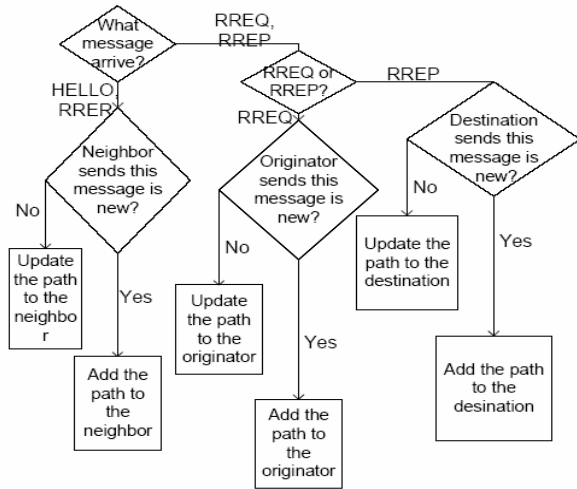 What
message
arrive?
RREQ,
RREP
RREQ or
RREP?
RREP
HELLO,
RRER
RREQ
Neighbor
sends this
message is
new?
Originator
sends this
message is
new?
Destination
sends this
message is
new?
No
No
No
Yes
Yes
Yes
Update
the path
to the
neighbo
r
Update
the path
to the
originator
Update the
path to the
destination
Add the
path to
the
neighbor
Add the
path to
the
originator
Add the path
to the
desination